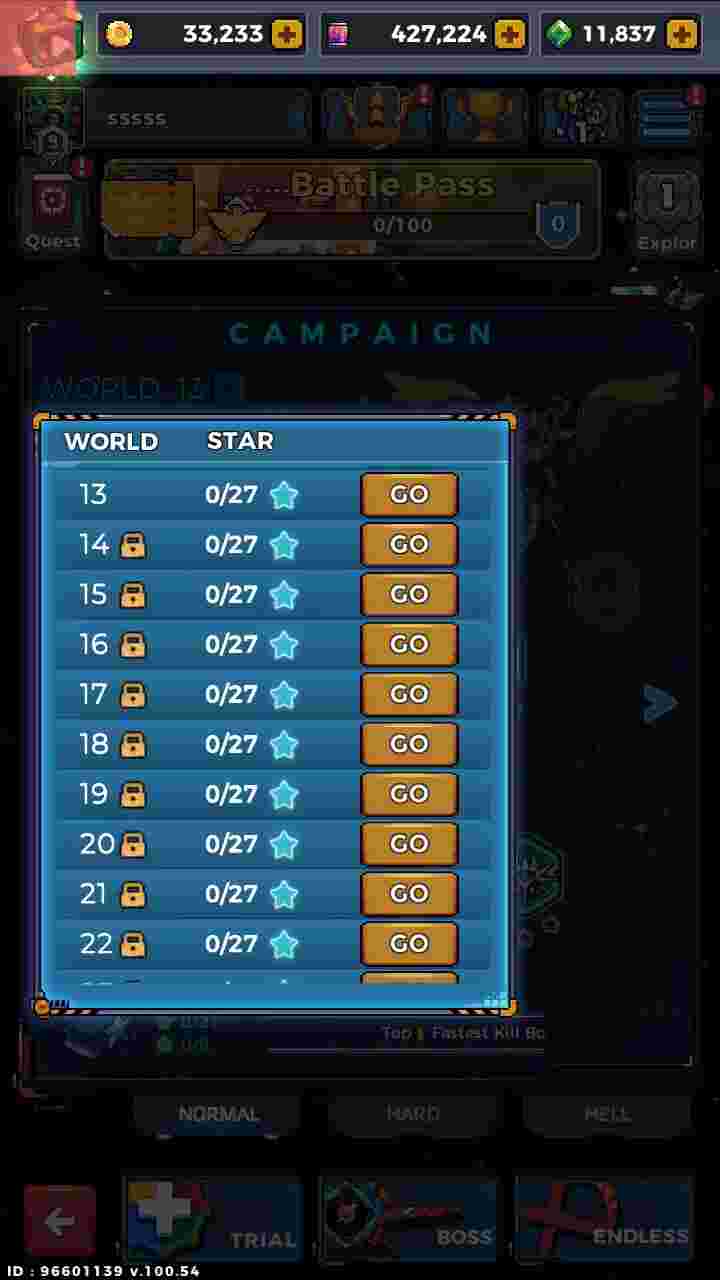 33,233
427,224
11,837
19
sssss
1
Quest
.....Battle Pass
0/100
0
1
Explor
CAMPAIGN
WORLD 13
WORLD STAR
13 0/27 GO
14 0/27 GO
15 0/27 GO
16 0/27 GO
17 0/27 GO
18 0/27 GO
19 0/27 GO
20 0/27 GO
21 0/27 GO
22 0/27 GO
Top 1 Fastest Kill Bo
NORMAL HARD HELL
TRIAL BOSS ENDLESS
ID : 96601139 v.100.54